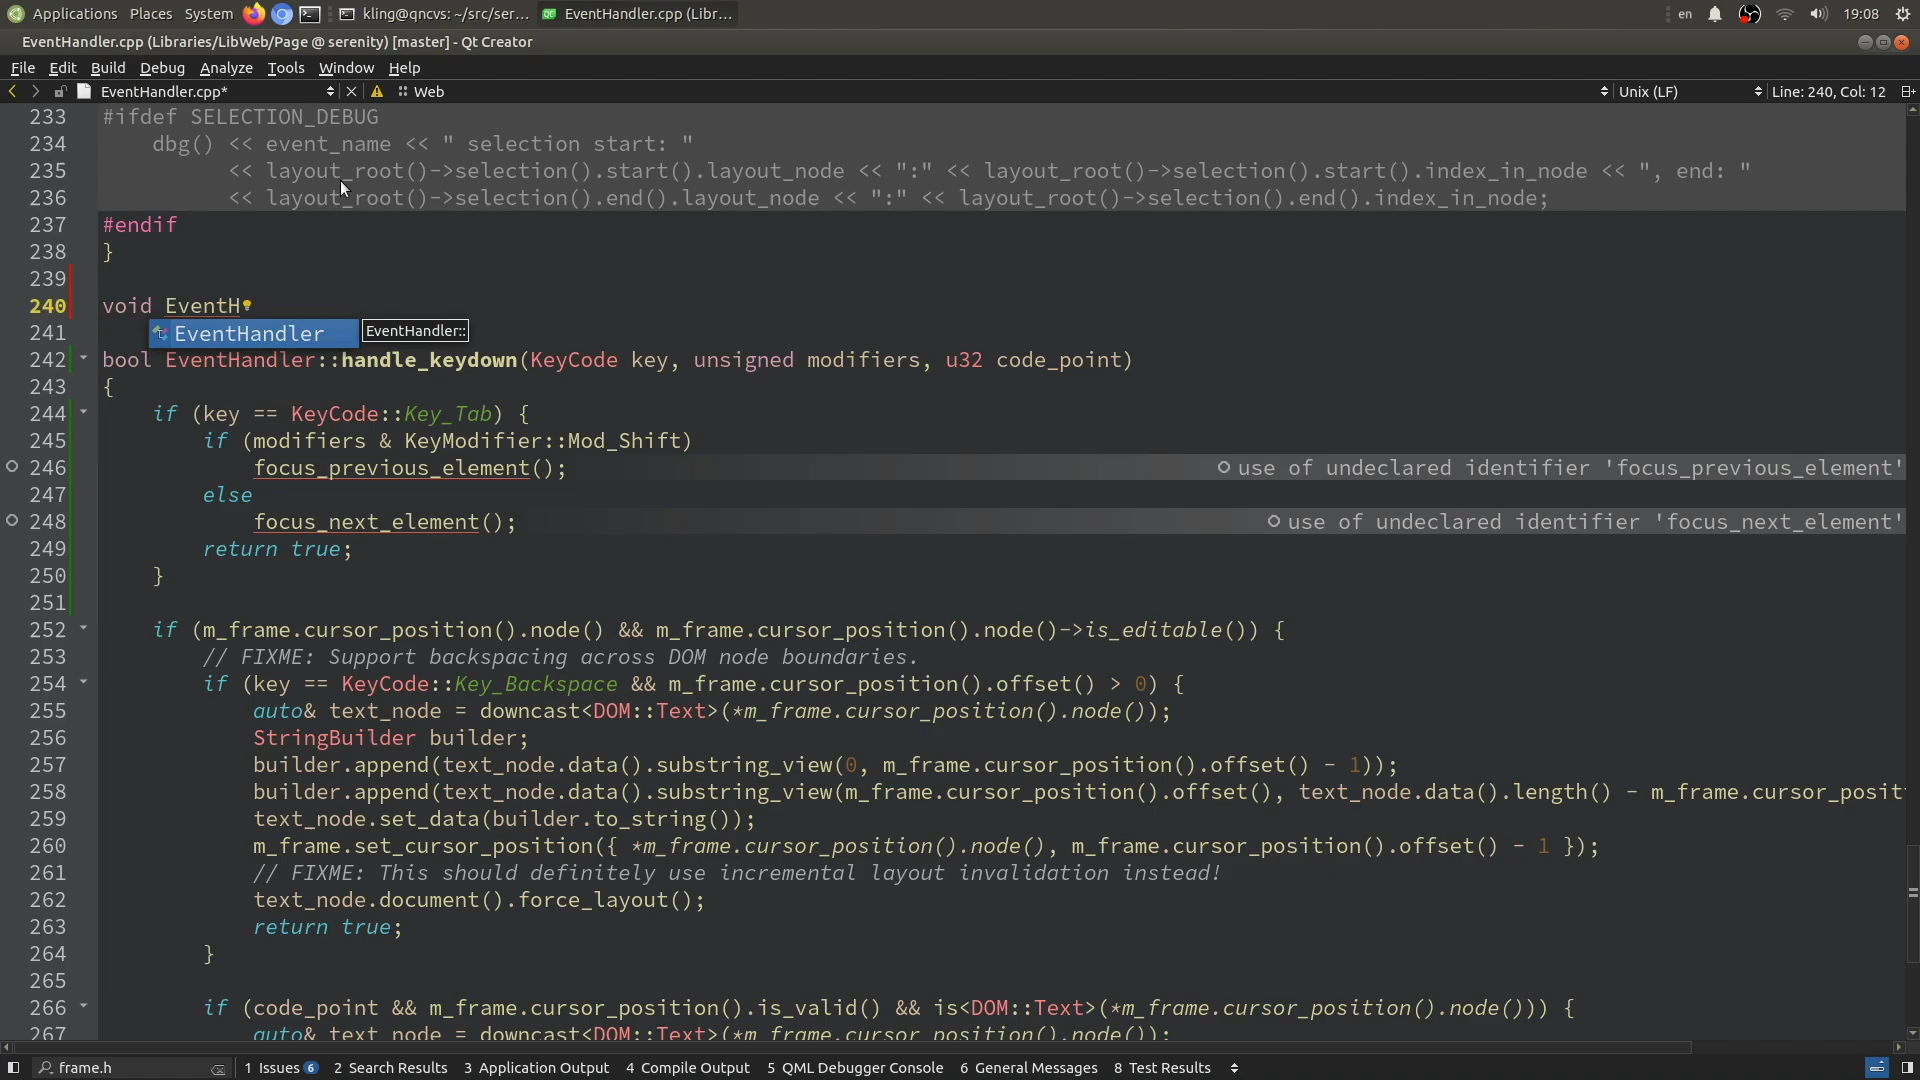 Applications Places System kling@qncvs: ~/src/ser... EventHandler.cpp (Libr... en 19:08
EventHandler.cpp (Libraries/LibWeb/Page @ serenity) [master] - Qt Creator
File Edit Build Debug Analyze Tools Window Help
EventHandler.cpp* Web Unix (LF) Line: 240, Col: 12
233 #ifdef SELECTION_DEBUG
234 dbg() << event_name << " selection start: "
235 << layout_root()->selection().start().layout_node << ":" << layout_root()->selection().start().index_in_node << ", end: "
236 << layout_root()->selection().end().layout_node << ":" << layout_root()->selection().end().index_in_node;
237 #endif
238 }
239
240 void EventH
241 EventHandler EventHandler::
242 bool EventHandler::handle_keydown(KeyCode key, unsigned modifiers, u32 code_point)
243 {
244 if (key == KeyCode::Key_Tab) {
245 if (modifiers & KeyModifier::Mod_Shift)
246 focus_previous_element(); use of undeclared identifier 'focus_previous_element'
247 else
248 focus_next_element(); use of undeclared identifier 'focus_next_element'
249 return true;
250 }
251
252 if (m_frame.cursor_position().node() && m_frame.cursor_position().node()->is_editable()) {
253 // FIXME: Support backspacing across DOM node boundaries.
254 if (key == KeyCode::Key_Backspace && m_frame.cursor_position().offset() > 0) {
255 auto& text_node = downcast<DOM::Text>(*m_frame.cursor_position().node());
256 StringBuilder builder;
257 builder.append(text_node.data().substring_view(0, m_frame.cursor_position().offset() - 1));
258 builder.append(text_node.data().substring_view(m_frame.cursor_position().offset(), text_node.data().length() - m_frame.cursor_posit
259 text_node.set_data(builder.to_string());
260 m_frame.set_cursor_position({ *m_frame.cursor_position().node(), m_frame.cursor_position().offset() - 1 });
261 // FIXME: This should definitely use incremental layout invalidation instead!
262 text_node.document().force_layout();
263 return true;
264 }
265
266 if (code_point && m_frame.cursor_position().is_valid() && is<DOM::Text>(*m_frame.cursor_position().node())) {
267 auto& text_node = downcast<DOM::Text>(*m_frame.cursor_position().node());
frame.h 1 Issues 6 2 Search Results 3 Application Output 4 Compile Output 5 QML Debugger Console 6 General Messages 8 Test Results